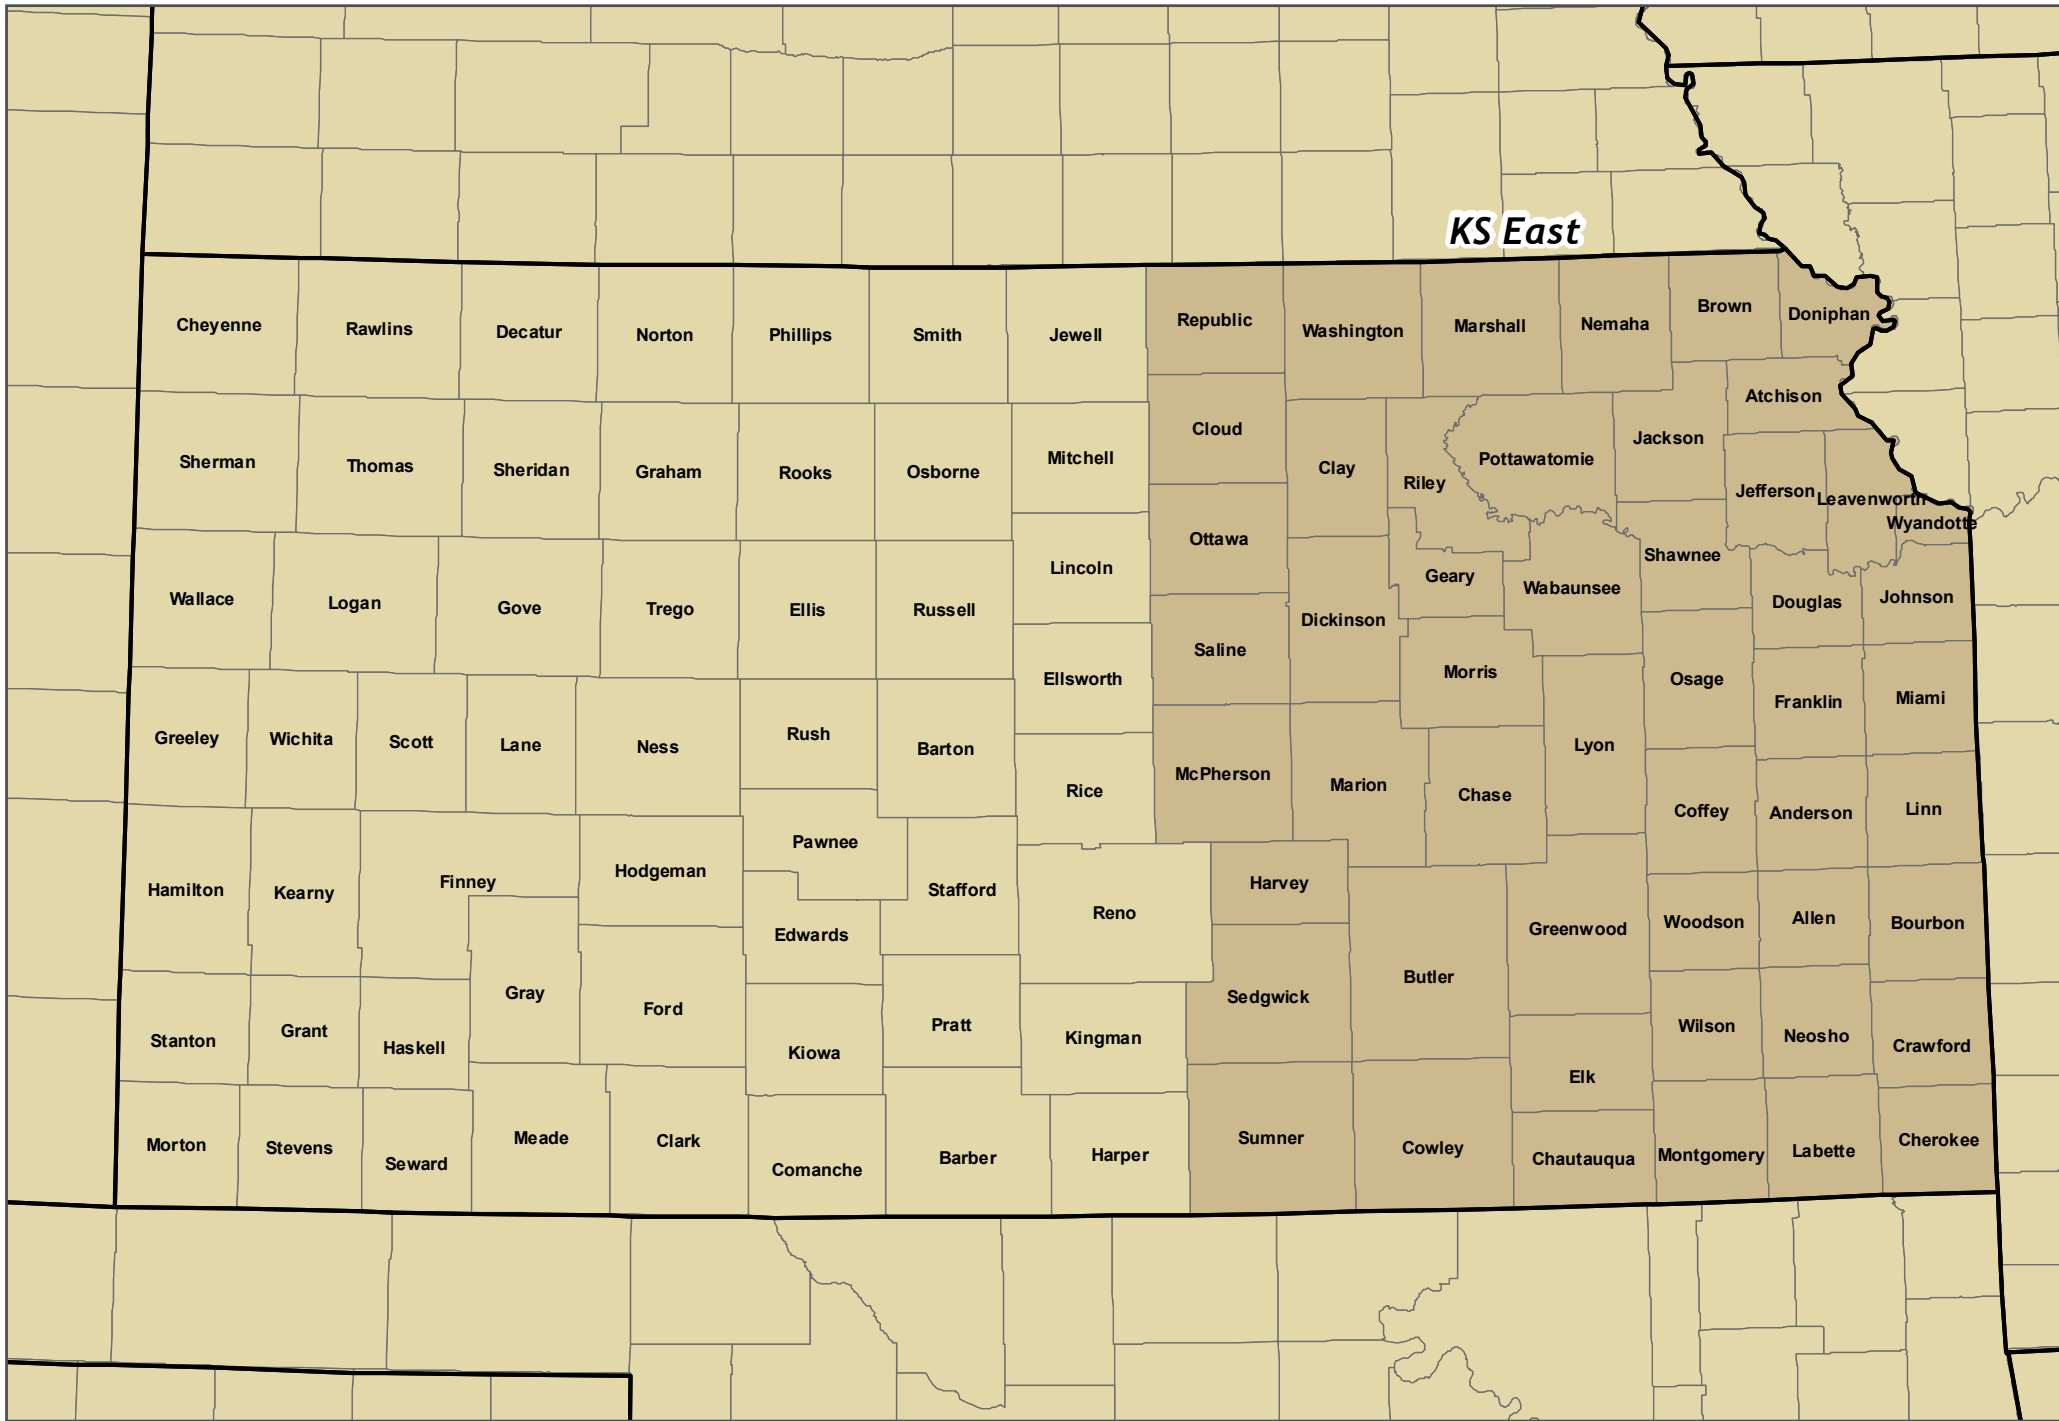 KS East
Cheyenne
Rawlins
Decatur
Norton
Phillips
Smith
Jewell
Republic
Washington
Marshall
Nemaha
Brown
Doniphan
Atchison
Sherman
Thomas
Sheridan
Graham
Rooks
Osborne
Mitchell
Cloud
Clay
Riley
Pottawatomie
Jackson
Jefferson
Leavenworth
Wyandotte
Wallace
Logan
Gove
Trego
Ellis
Russell
Lincoln
Ottawa
Dickinson
Geary
Wabaunsee
Shawnee
Douglas
Johnson
Ellsworth
Saline
Morris
Osage
Franklin
Miami
Greeley
Wichita
Scott
Lane
Ness
Rush
Barton
Rice
McPherson
Marion
Chase
Lyon
Coffey
Anderson
Linn
Hamilton
Kearny
Finney
Hodgeman
Pawnee
Stafford
Edwards
Reno
Harvey
Butler
Greenwood
Woodson
Allen
Bourbon
Stanton
Grant
Haskell
Gray
Ford
Kiowa
Pratt
Kingman
Sedgwick
Elk
Wilson
Neosho
Crawford
Morton
Stevens
Seward
Meade
Clark
Comanche
Barber
Harper
Sumner
Cowley
Chautauqua
Montgomery
Labette
Cherokee